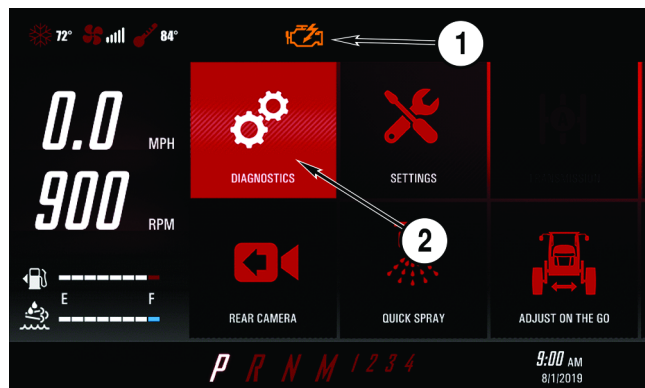 72° 84°
1
0.0 MPH
DIAGNOSTICS
SETTINGS
900 RPM
2
E F
REAR CAMERA
QUICK SPRAY
ADJUST ON THE GO
P R N M 1 2 3 4
9:00 AM
8/1/2019